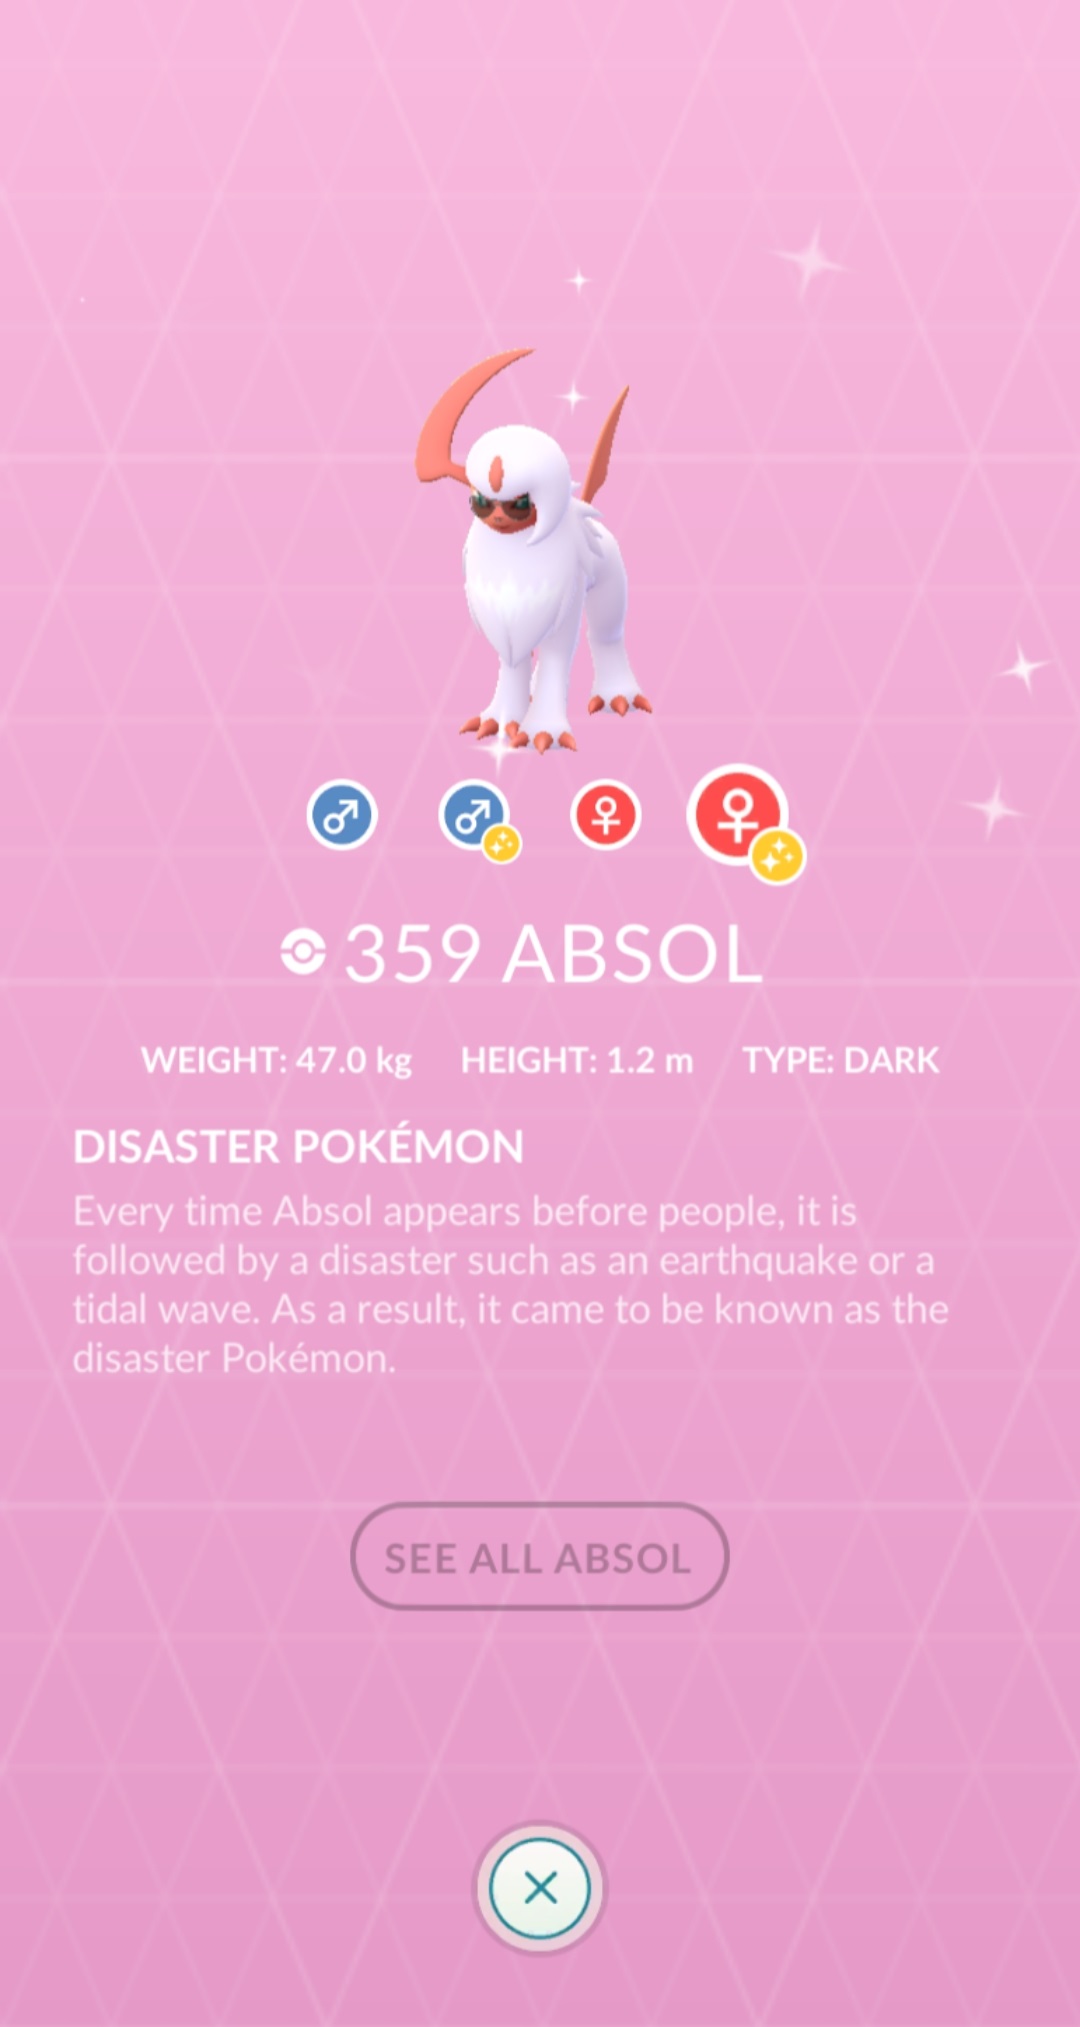 359 ABSOL
WEIGHT: 47.0 kg HEIGHT: 1.2 m TYPE: DARK
DISASTER POKÉMON
Every time Absol appears before people, it is
followed by a disaster such as an earthquake or a
tidal wave. As a result, it came to be known as the
disaster Pokémon.
SEE ALL ABSOL